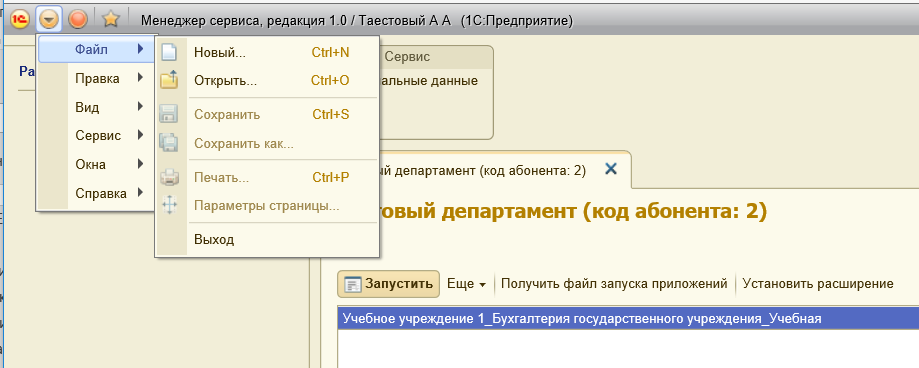 Менеджер сервиса, редакция 1.0 / Таестовый А А (1С:Предприятие)
Файл
Правка
Вид
Сервис
Окна
Справка
Новый... Ctrl+N
Открыть... Ctrl+O
Сохранить Ctrl+S
Сохранить как...
Печать... Ctrl+P
Параметры страницы...
Выход
Сервис
альные данные
ый департамент (код абонента: 2)
товый департамент (код абонента: 2)
Запустить Еще Получить файл запуска приложений Установить расширение
Учебное учреждение 1_Бухгалтерия государственного учреждения_Учебная